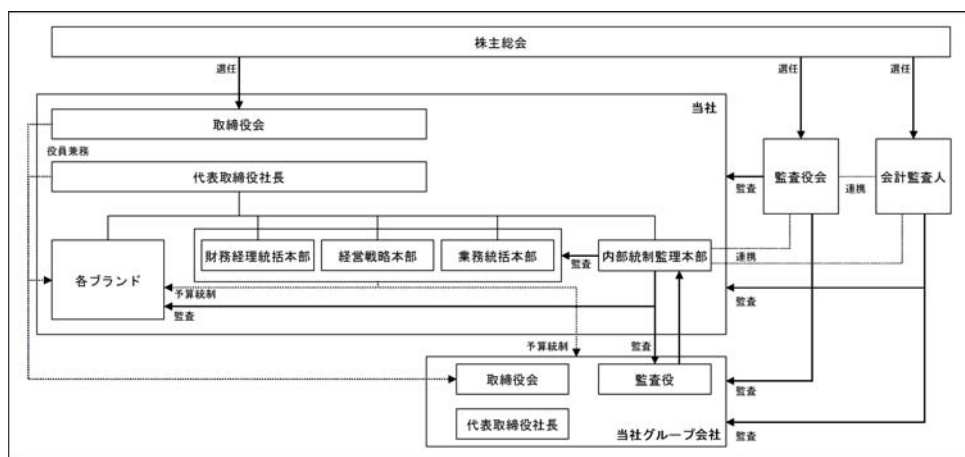 株主総会
選任
選任
選任
当社
取締役会
役員兼務
代表取締役社長
監査役会
会計監査人
監査
連携
財務経理統括本部
経営戦略本部
業務統括本部
内部統制監理本部
監査
連携
各ブランド
予算統制
監査
監査
予算統制
監査
取締役会
監査役
監査
代表取締役社長
当社グループ会社
監査